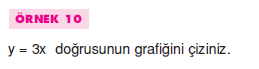 ÖRNEK 10
y = 3x doğrusunun grafiğini çiziniz.